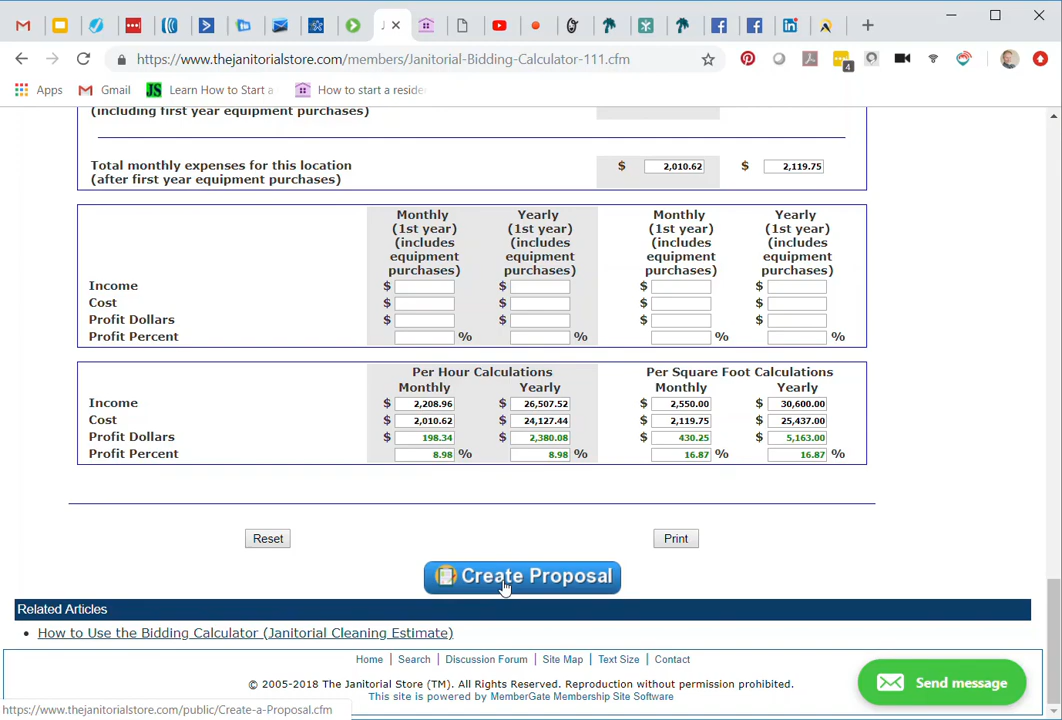 J
https://www.thejanitorialstore.com/members/Janitorial-Bidding-Calculator-111.cfm
4
Apps
Gmail
JS Learn How to Start a
How to start a reside
(including first year equipment purchases)
Total monthly expenses for this location $ 2,010.62 $ 2,119.75
(after first year equipment purchases)
Monthly Yearly Monthly Yearly
(1st year) (1st year) (1st year) (1st year)
(includes (includes (includes (includes
equipment equipment equipment equipment
purchases) purchases) purchases) purchases)
Income $ $ $ $
Cost $ $ $ $
Profit Dollars $ $ $ $
Profit Percent % % % %
Per Hour Calculations Per Square Foot Calculations
Monthly Yearly Monthly Yearly
Income $ 2,208.96 $ 26,507.52 $ 2,550.00 $ 30,600.00
Cost $ 2,010.62 $ 24,127.44 $ 2,119.75 $ 25,437.00
Profit Dollars $ 198.34 $ 2,380.08 $ 430.25 $ 5,163.00
Profit Percent 8.98 % 8.98 % 16.87 % 16.87 %
Reset Print
Create Proposal
Related Articles
• How to Use the Bidding Calculator (Janitorial Cleaning Estimate)
Home | Search | Discussion Forum | Site Map | Text Size | Contact
Send message
© 2005-2018 The Janitorial Store (TM). All Rights Reserved. Reproduction without permission prohibited.
This site is powered by MemberGate Membership Site Software
https://www.thejanitorialstore.com/public/Create-a-Proposal.cfm